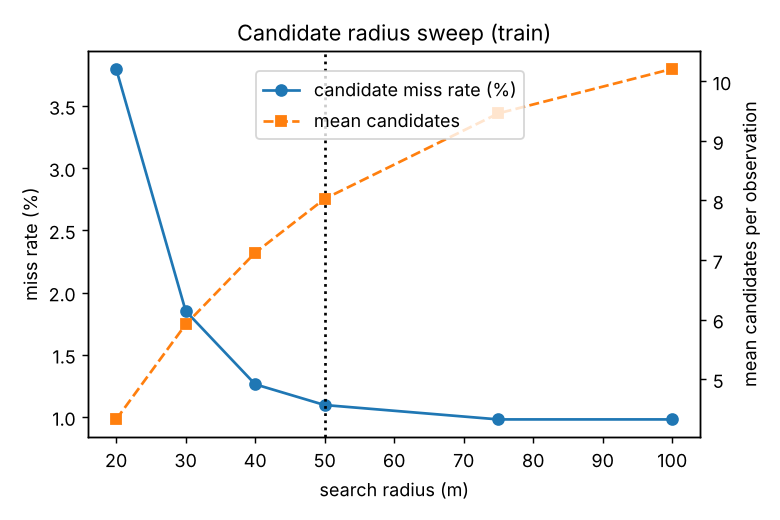 Candidate radius sweep (train)
candidate miss rate (%)
mean candidates
miss rate (%)
3.5
3.0
2.5
2.0
1.5
1.0
10
9
8
7
6
5
mean candidates per observation
20 30 40 50 60 70 80 90 100
search radius (m)